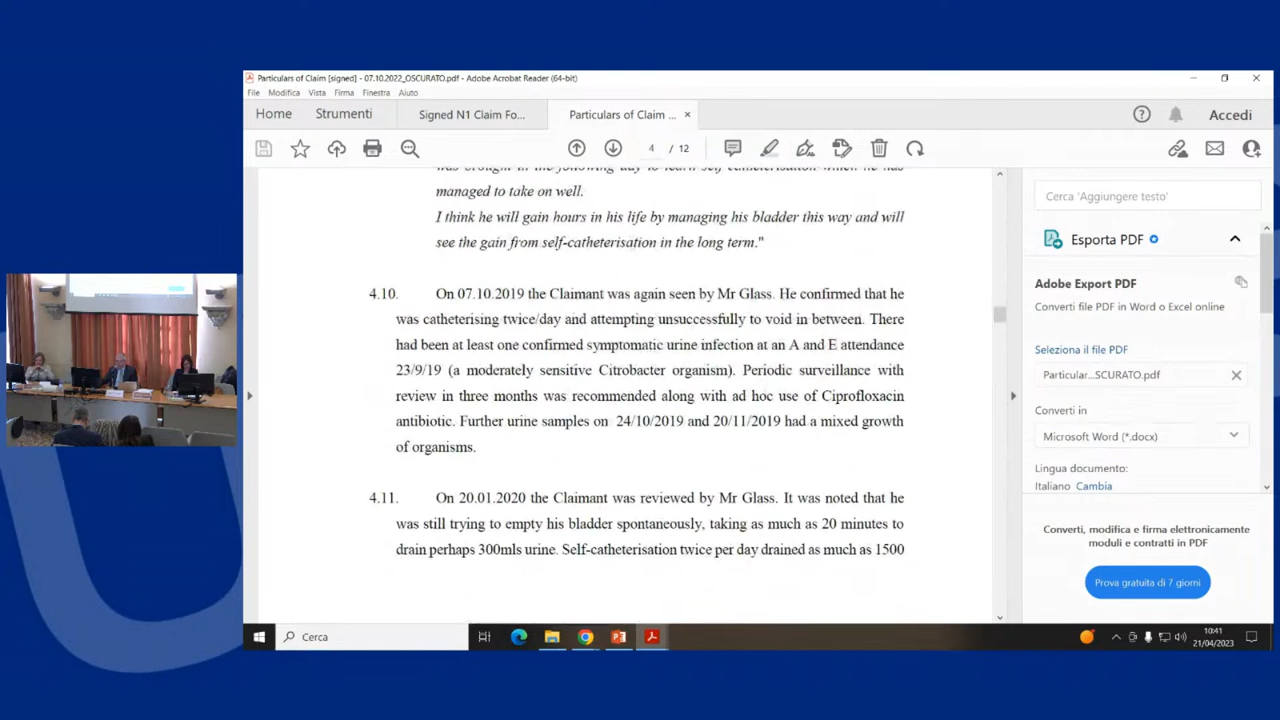 Particulars of Claim [signed] - 07.10.2022_OSCURATO.pdf - Adobe Acrobat Reader (64-bit)
File Modifica Vista Firma Finestra Aiuto
Home Strumenti Signed N1 Claim Fo... Particulars of Claim ... × Accedi
4 / 12
was brought in the following day to learn self catheterisation which he has
managed to take on well.
I think he will gain hours in his life by managing his bladder this way and will
see the gain from self-catheterisation in the long term."
4.10. On 07.10.2019 the Claimant was again seen by Mr Glass. He confirmed that he
was catheterising twice/day and attempting unsuccessfully to void in between. There
had been at least one confirmed symptomatic urine infection at an A and E attendance
23/9/19 (a moderately sensitive Citrobacter organism). Periodic surveillance with
review in three months was recommended along with ad hoc use of Ciprofloxacin
antibiotic. Further urine samples on 24/10/2019 and 20/11/2019 had a mixed growth
of organisms.
4.11. On 20.01.2020 the Claimant was reviewed by Mr Glass. It was noted that he
was still trying to empty his bladder spontaneously, taking as much as 20 minutes to
drain perhaps 300mls urine. Self-catheterisation twice per day drained as much as 1500
Cerca 'Aggiungere testo'
Esporta PDF
Adobe Export PDF
Converti file PDF in Word o Excel online
Seleziona il file PDF
Particular...SCURATO.pdf
Converti in
Microsoft Word (*.docx)
Lingua documento:
Italiano Cambia
Converti, modifica e firma elettronicamente
moduli e contratti in PDF
Prova gratuita di 7 giorni
Cerca
10:41
21/04/2023